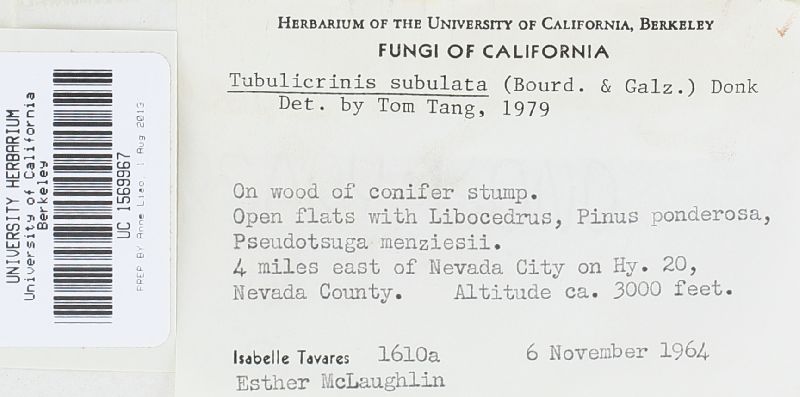 HERBARIUM OF THE UNIVERSITY OF CALIFORNIA, BERKELEY
FUNGI OF CALIFORNIA
Tubulicrinis subulata (Bourd. & Galz.) Donk
Det. by Tom Tang, 1979
On wood of conifer stump.
Open flats with Libocedrus, Pinus ponderosa,
Pseudotsuga menziesii.
4 miles east of Nevada City on Hy. 20,
Nevada County. Altitude ca. 3000 feet.
Isabelle Tavares 1610a 6 November 1964
Esther McLaughlin
UNIVERSITY HERBARIUM
University of California
Berkeley
UC 1569967
PREP BY Anne Liao, 1 Aug 2013